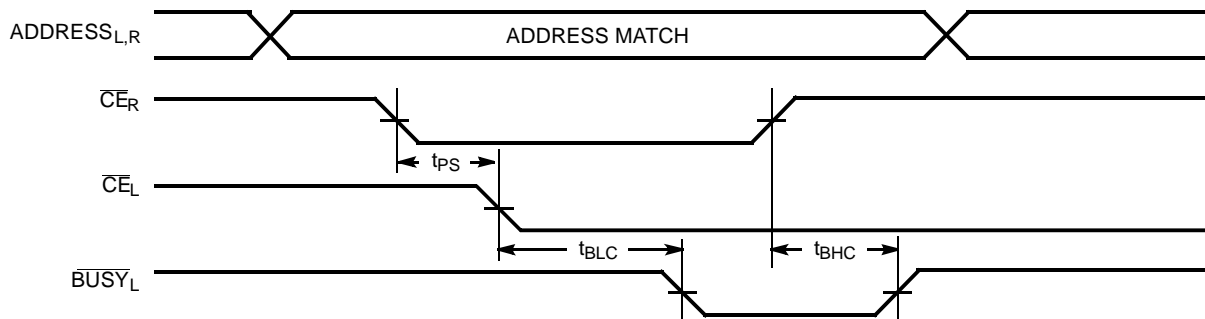 ADDRESSL,R ADDRESS MATCH
CER
tPS
CEL
tBLC tBHC
BUSYL